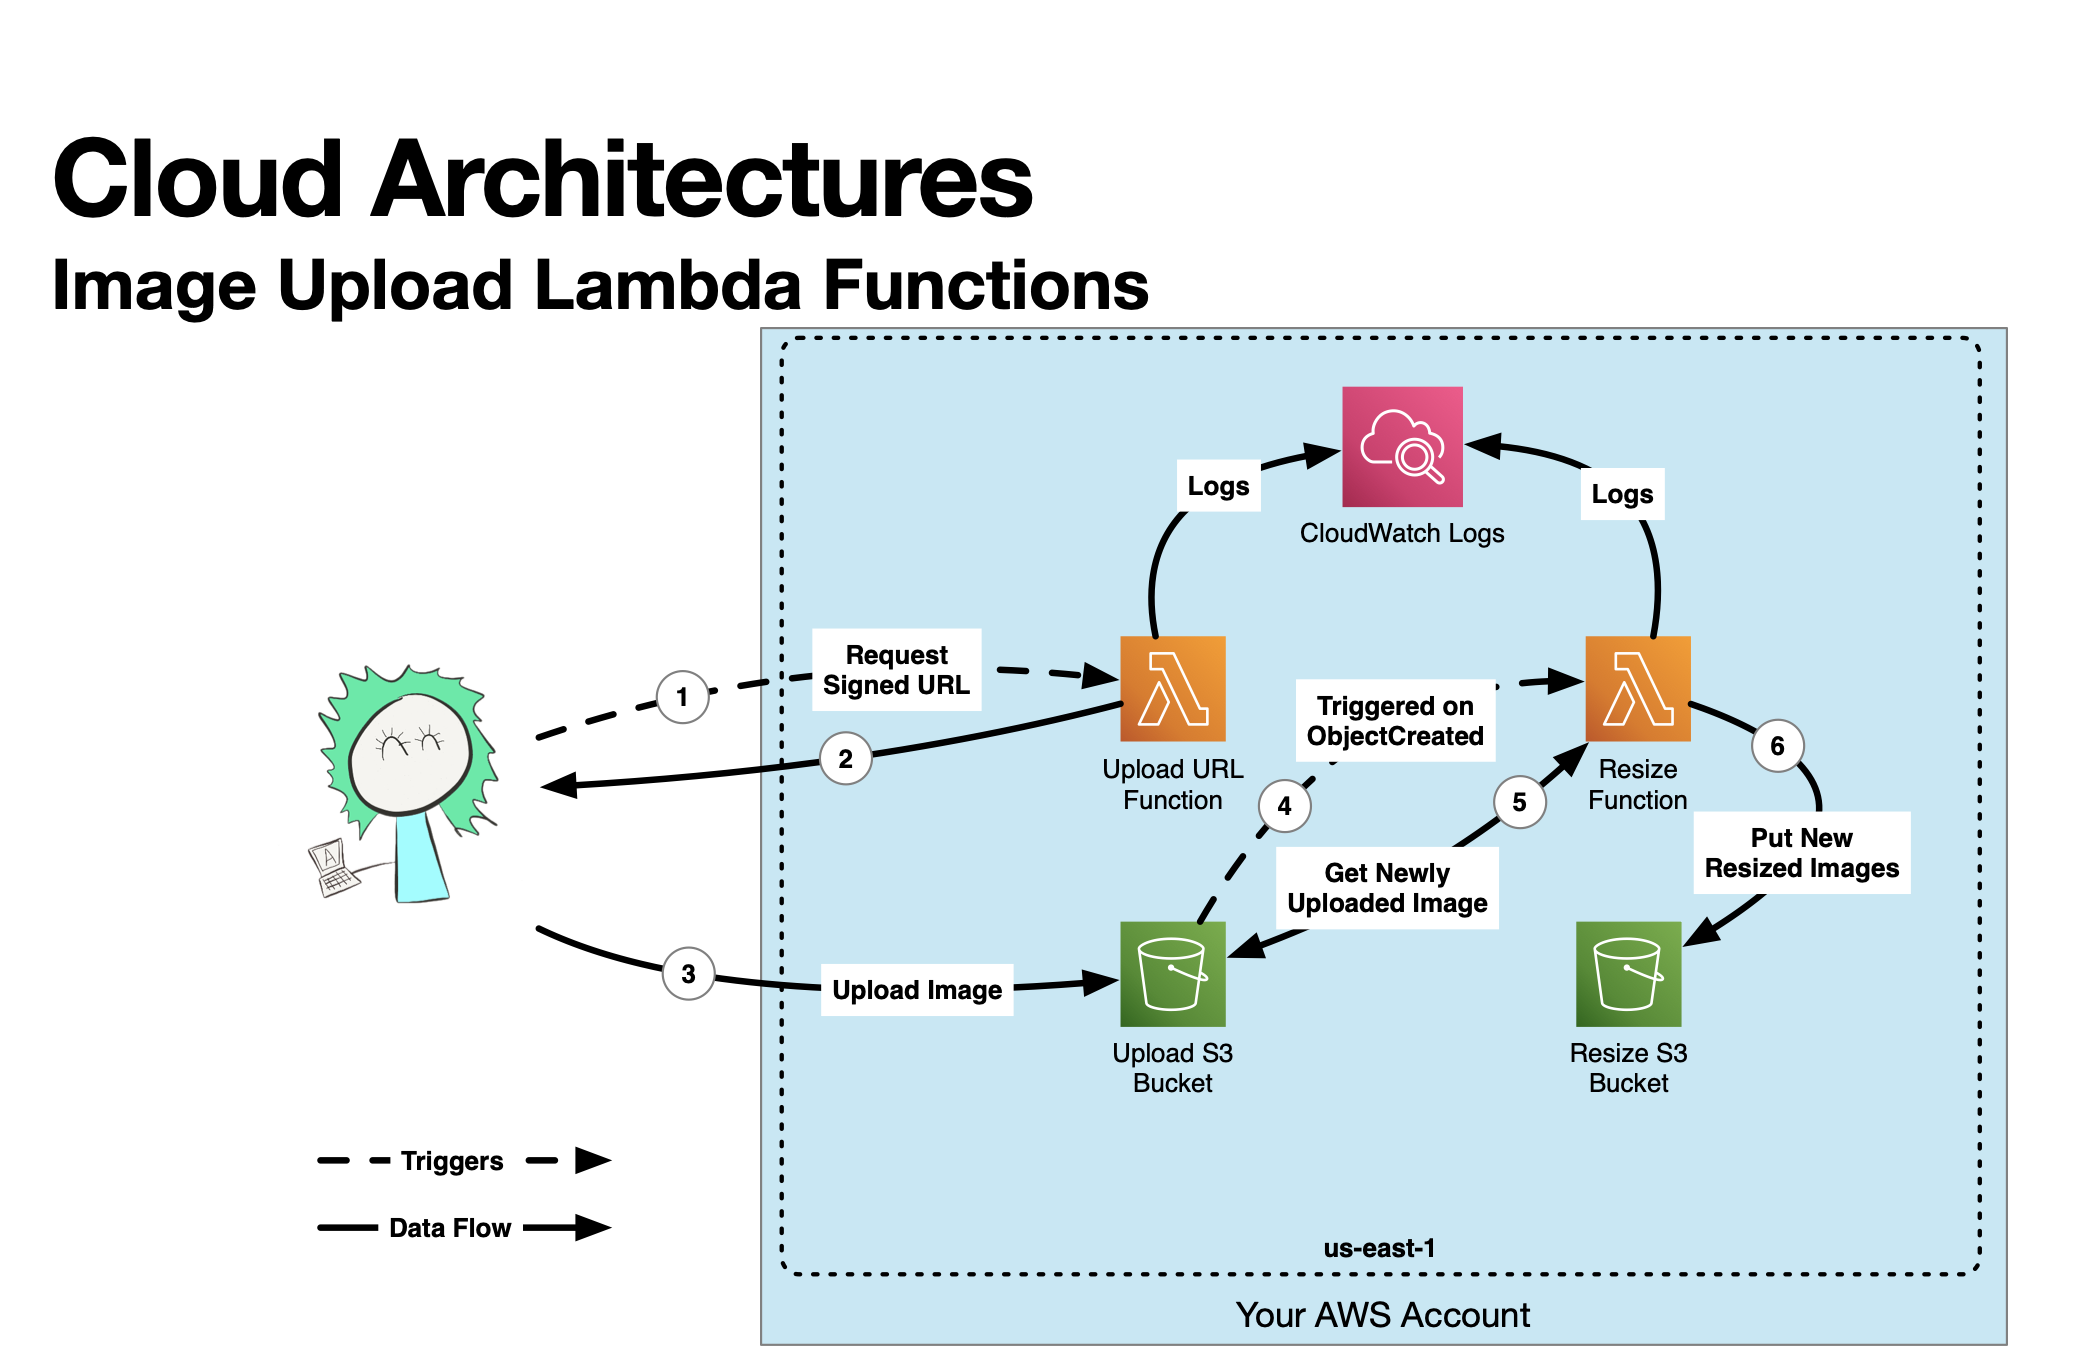 Cloud Architectures
Image Upload Lambda Functions
Logs
Logs
CloudWatch Logs
Request
Signed URL
1
2
Upload URL
Function
Triggered on
ObjectCreated
4
5
Resize
Function
6
Put New
Resized Images
Get Newly
Uploaded Image
A
3
Upload Image
Upload S3
Bucket
Resize S3
Bucket
Triggers
Data Flow
us-east-1
Your AWS Account